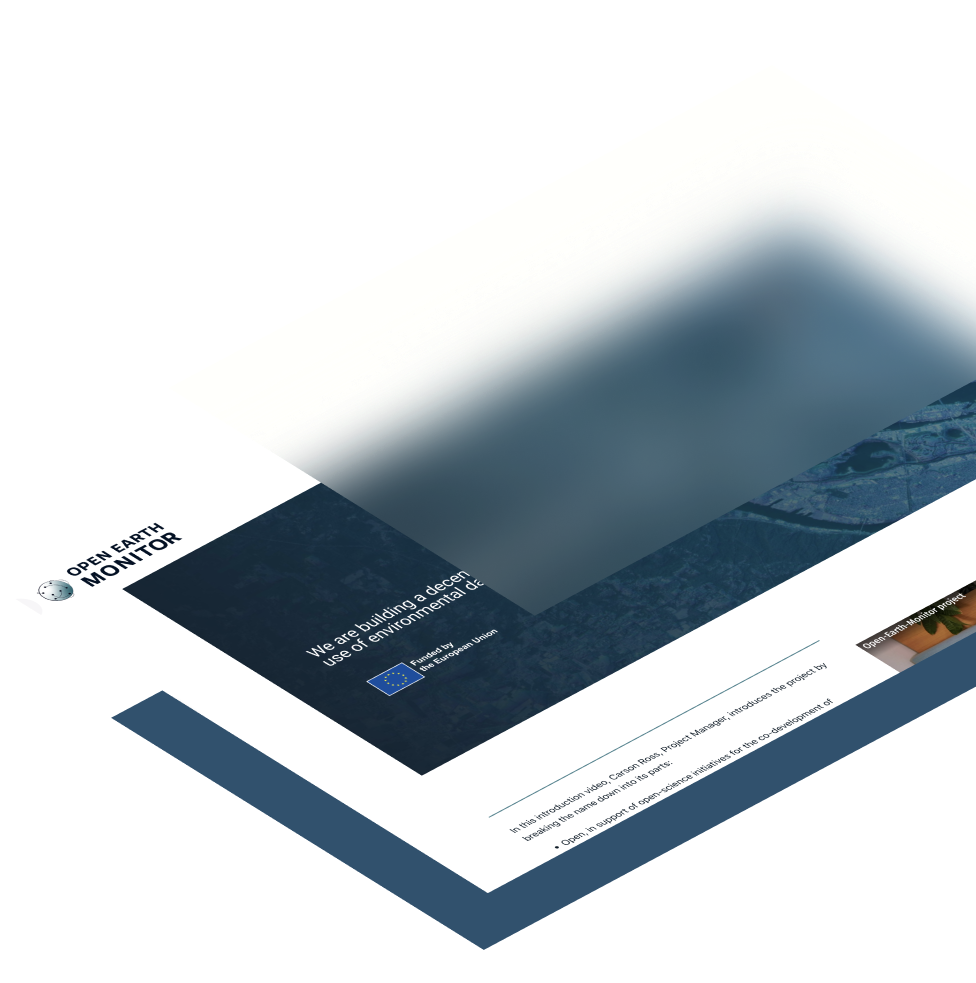 OPEN EARTH
MONITOR
We are building a decen
use of environmental da
Funded by
the European Union
Open-Earth-Monitor project
In this introduction video, Carson Ross, Project Manager, introduces the project by
breaking the name down into its parts:
• Open, in support of open-science initiatives for the co-development of